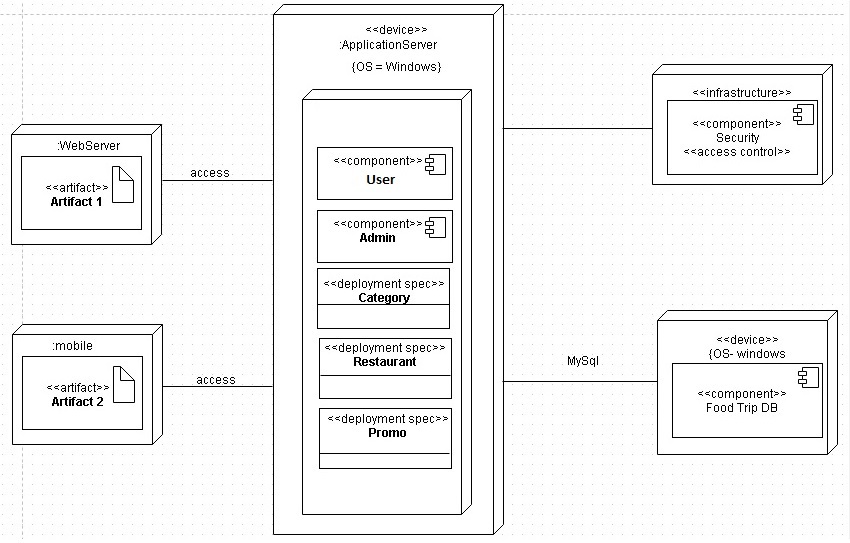 <<device>>
:ApplicationServer
{OS = Windows}
<<component>>
User
<<component>>
Admin
<<deployment spec>>
Category
<<deployment spec>>
Restaurant
<<deployment spec>>
Promo
:WebServer
<<artifact>>
Artifact 1
access
:mobile
<<artifact>>
Artifact 2
access
<<infrastructure>>
<<component>>
Security
<<access control>>
MySql
<<device>>
{OS- windows
<<component>>
Food Trip DB